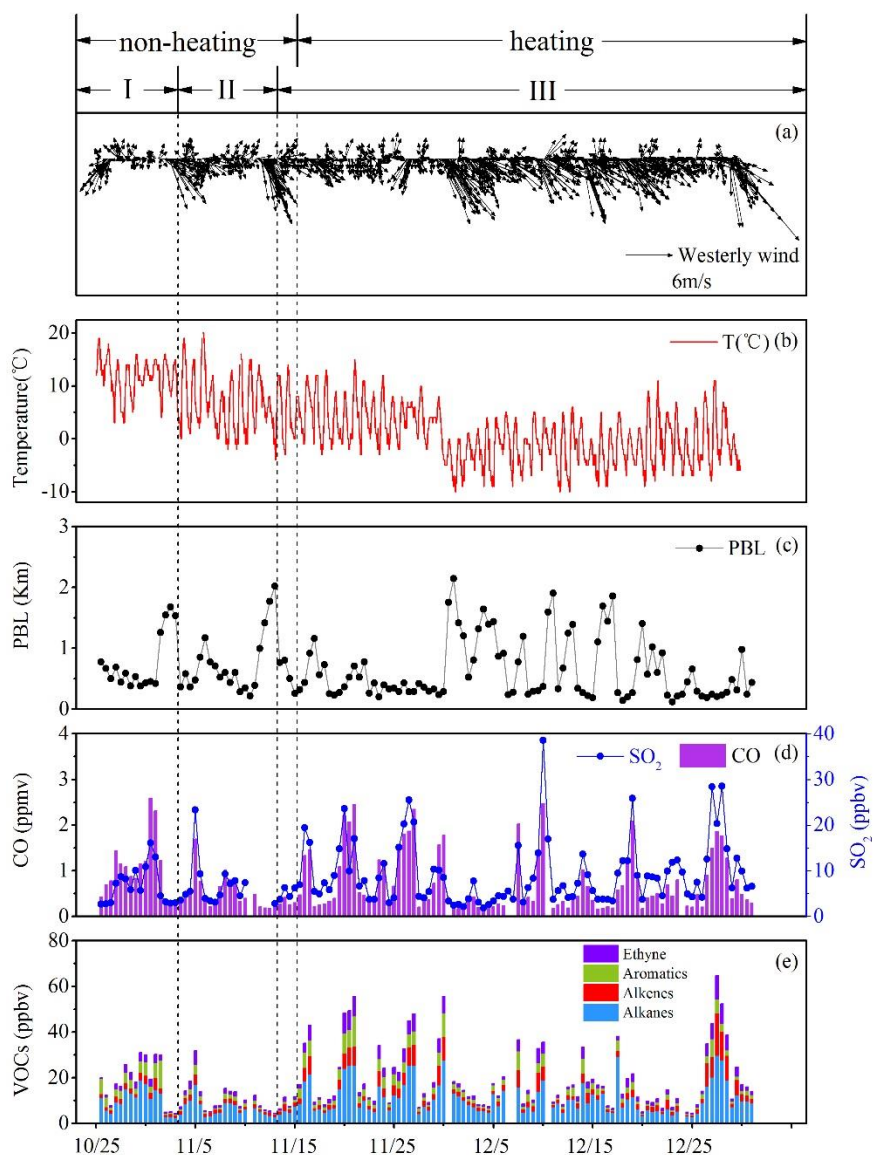 non-heating heating
I II III
(a)
Westerly wind
6m/s
20
10
0
-10
Temperature(℃)
T(℃) (b)
3
2
1
0
PBL (Km)
PBL (c)
4
3
2
1
0
CO (ppmv)
SO2 CO (d)
40
30
20
10
0
SO2 (ppbv)
80
60
40
20
0
VOCs (ppbv)
(e)
Ethyne
Aromatics
Alkenes
Alkanes
10/25 11/5 11/15 11/25 12/5 12/15 12/25